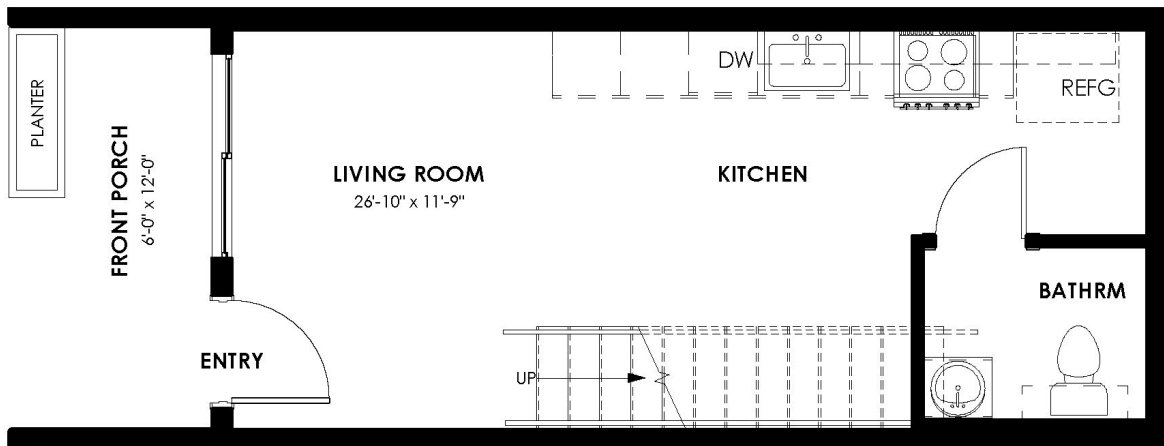 PLANTER
FRONT PORCH
6'-0" x 12'-0"
LIVING ROOM
26'-10" x 11'-9"
KITCHEN
DW
REFG
BATHRM
ENTRY
UP